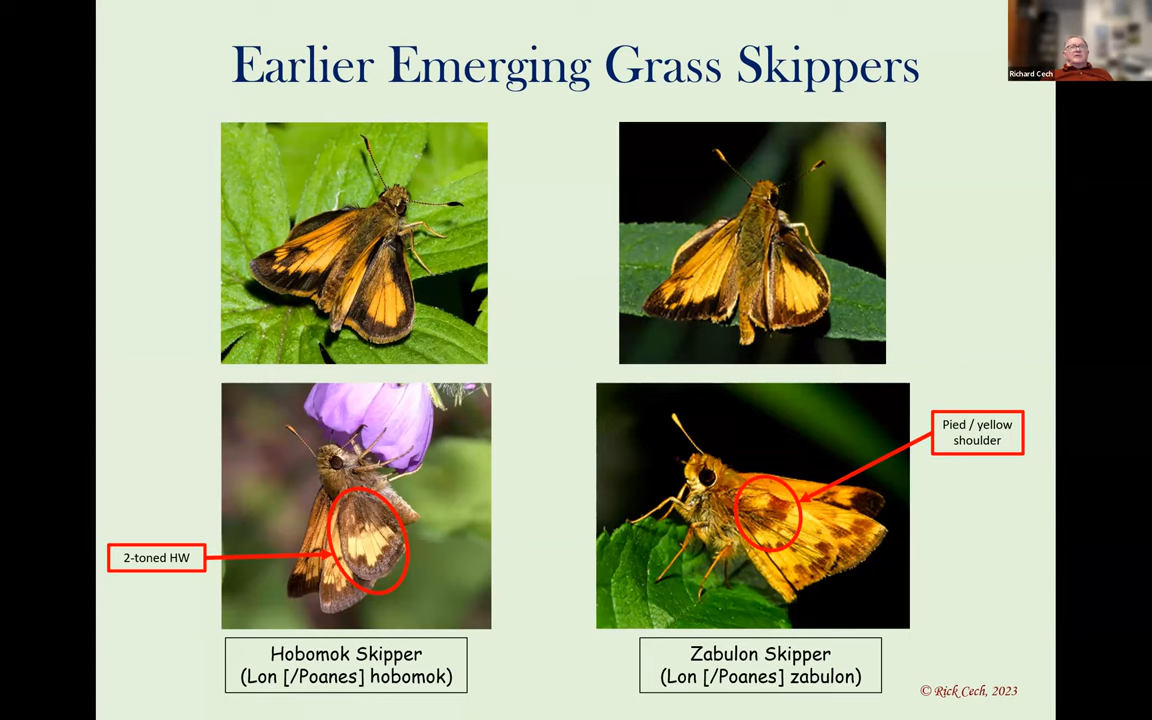 Earlier Emerging Grass Skippers
Richard Cech
Pied / yellow
shoulder
2-toned HW
Hobomok Skipper
(Lon [/Poanes] hobomok)
Zabulon Skipper
(Lon [/Poanes] zabulon)
© Rick Cech, 2023